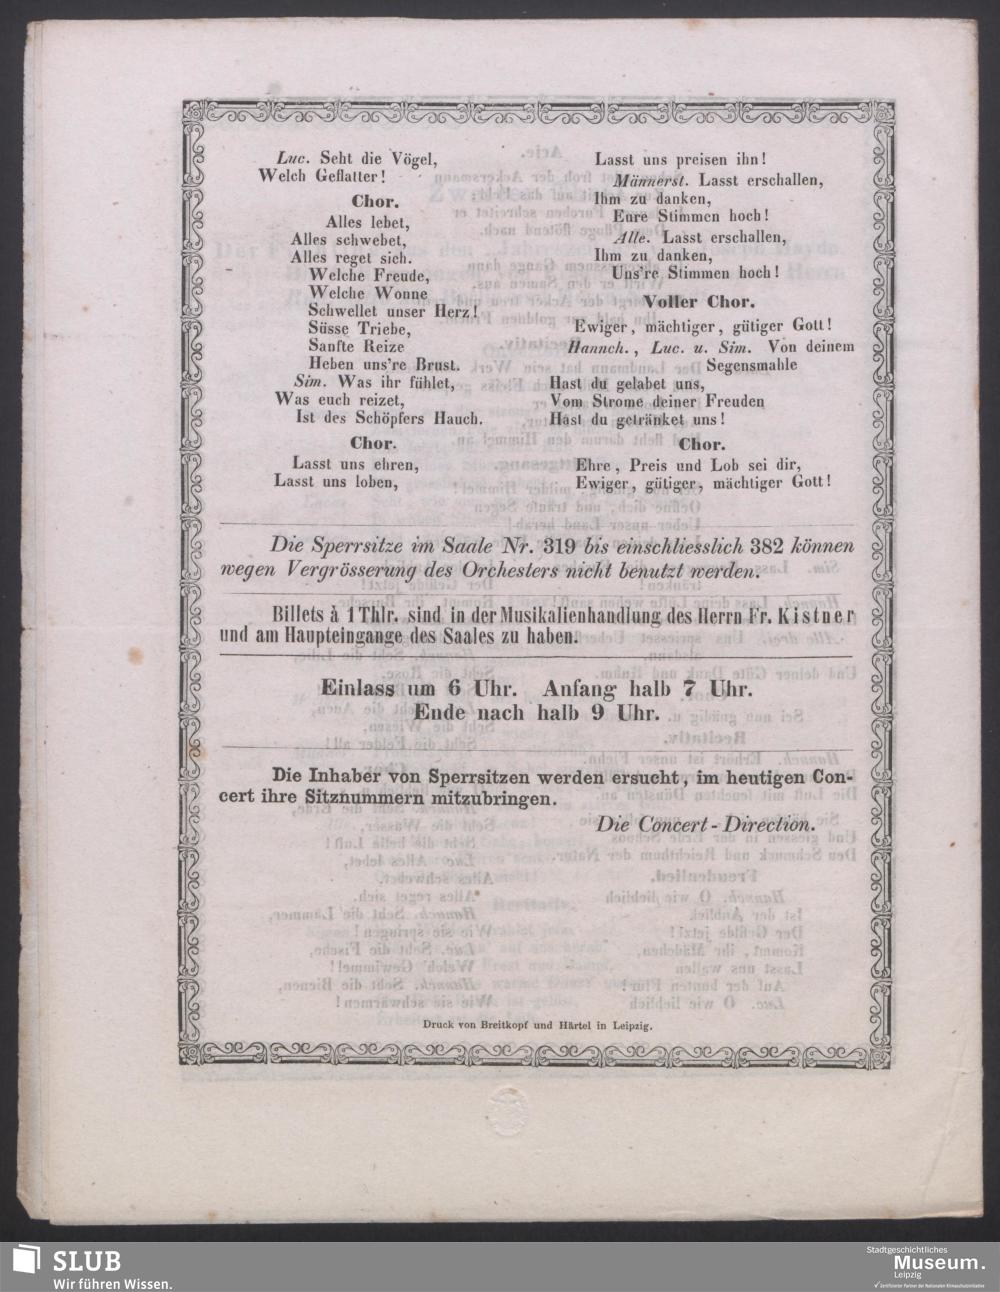 Luc. Seht die Vögel,
Welch Geflatter!
Chor.
Alles lebet,
Alles schwebet,
Alles reget sich.
Welche Freude,
Welche Wonne
Schwellet unser Herz!
Süsse Triebe,
Sanfte Reize
Heben uns're Brust.
Sim. Was ihr fühlet,
Was euch reizet,
Ist des Schöpfers Hauch.
Chor.
Lasst uns ehren,
Lasst uns loben,
Lasst uns preisen ihn!
Männerst. Lasst erschallen,
Ihm zu danken,
Eure Stimmen hoch!
Alle. Lasst erschallen,
Ihm zu danken,
Uns're Stimmen hoch!
Voller Chor.
Ewiger, mächtiger, gütiger Gott!
Hannch., Luc. u. Sim. Von deinem
Segensmahle
Hast du gelabet uns,
Vom Strome deiner Freuden
Hast du getränket uns!
Chor.
Ehre, Preis und Lob sei dir,
Ewiger, gütiger, mächtiger Gott!
Die Sperrsitze im Saale Nr. 319 bis einschliesslich 382 können
wegen Vergrösserung des Orchesters nicht benutzt werden.
Billets à 1 Thlr. sind in der Musikalienhandlung des Herrn Fr. Kistner
und am Haupteingange des Saales zu haben.
Einlass um 6 Uhr. Anfang halb 7 Uhr.
Ende nach halb 9 Uhr.
Die Inhaber von Sperrsitzen werden ersucht, im heutigen Con-
cert ihre Sitznummern mitzubringen.
Die Concert-Direction.
Druck von Breitkopf und Härtel in Leipzig.
SLUB
Wir führen Wissen.
Stadtgeschichtliches
Museum.
Leipzig
Zertifizierter Partner der Nationalen Klimaschutzinitiative